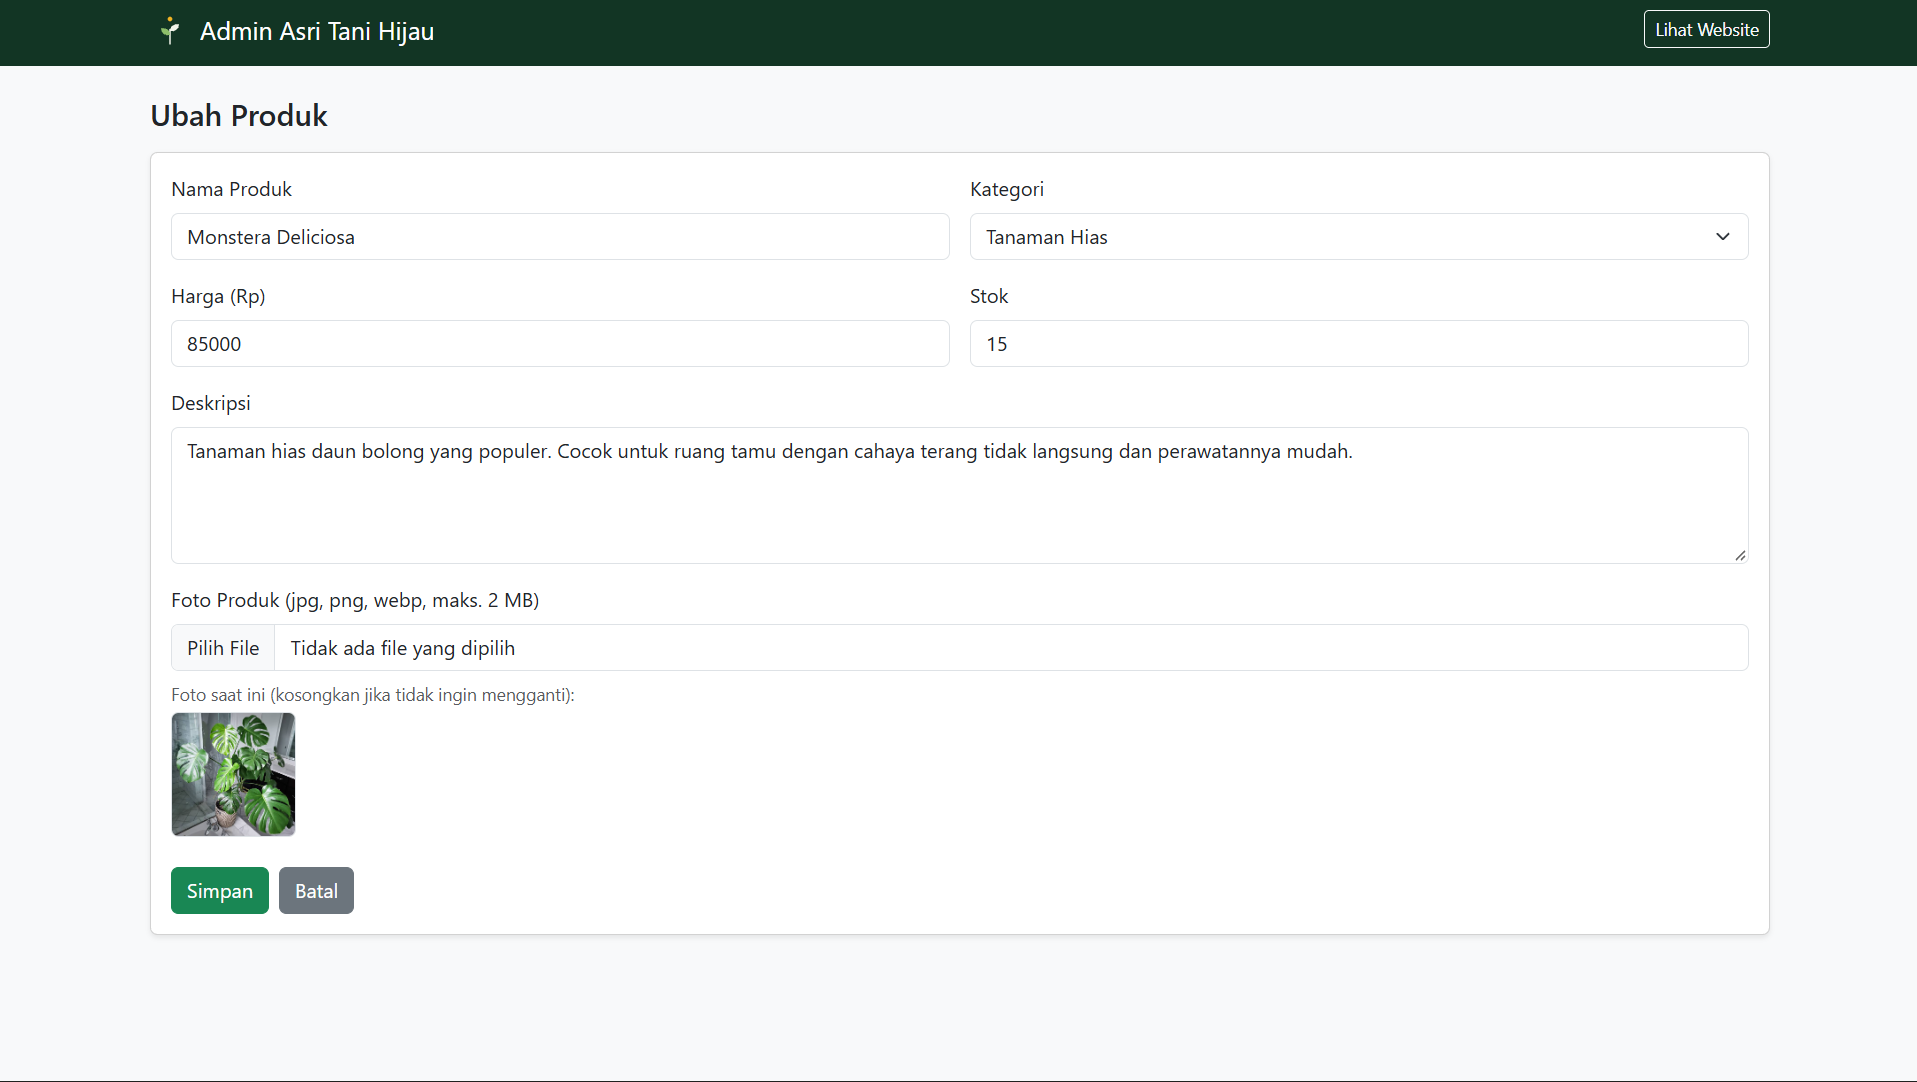 Admin Asri Tani Hijau
Lihat Website
Ubah Produk
Nama Produk
Kategori
Monstera Deliciosa
Tanaman Hias
Harga (Rp)
Stok
85000
15
Deskripsi
Tanaman hias daun bolong yang populer. Cocok untuk ruang tamu dengan cahaya terang tidak langsung dan perawatannya mudah.
Foto Produk (jpg, png, webp, maks. 2 MB)
Pilih File
Tidak ada file yang dipilih
Foto saat ini (kosongkan jika tidak ingin mengganti):
Simpan
Batal